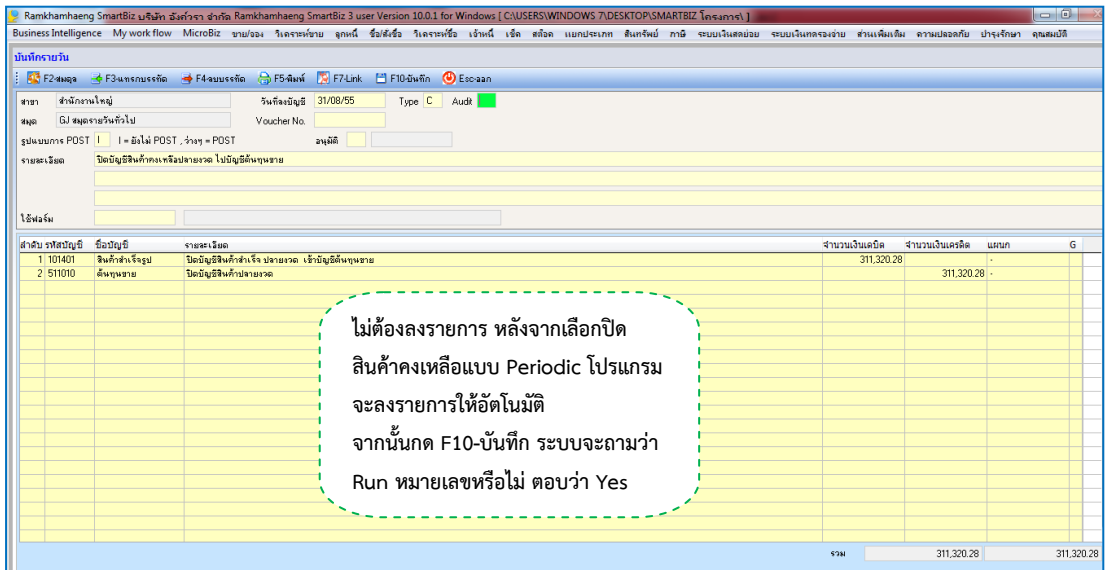 Ramkhamhaeng SmartBiz บริษัท อังก์วรา จำกัด Ramkhamhaeng SmartBiz 3 user Version 10.0.1 for Windows [ C:\USERS\WINDOWS 7\DESKTOP\SMARTBIZ โครงการ\ ]
Business Intelligence My work flow MicroBiz ขาย/จอง วิเคราะห์ขาย ลูกหนี้ ซื้อ/สั่งซื้อ วิเคราะห์ซื้อ เจ้าหนี้ เช็ค สต๊อค แยกประเภท สินทรัพย์ ภาษี ระบบเงินสดย่อย ระบบเงินทดรองจ่าย ส่วนเพิ่มเติม ความปลอดภัย บำรุงรักษา คุณสมบัติ
บันทึกรายวัน
F2-สมดุล F3-แทรกบรรทัด F4-ลบบรรทัด F5-พิมพ์ F7-Link F10-บันทึก Esc-ออก
สาขา สำนักงานใหญ่ วันที่ลงบัญชี 31/08/55 Type C Audit
สมุด GJ สมุดรายวันทั่วไป Voucher No.
รูปแบบการ POST I I = ยังไม่ POST , ว่างๆ = POST อนุมัติ
รายละเอียด ปิดบัญชีสินค้าคงเหลือปลายงวด ไปบัญชีต้นทุนขาย
ใช้ฟอร์ม
ลำดับ รหัสบัญชี ชื่อบัญชี รายละเอียด จำนวนเงินเดบิต จำนวนเงินเครดิต แผนก G
1 101401 สินค้าสำเร็จรูป ปิดบัญชีสินค้าสำเร็จ ปลายงวด เข้าบัญชีต้นทุนขาย 311,320.28 -
2 511010 ต้นทุนขาย ปิดบัญชีสินค้าปลายงวด 311,320.28 -
ไม่ต้องลงรายการ หลังจากเลือกปิด
สินค้าคงเหลือแบบ Periodic โปรแกรม
จะลงรายการให้อัตโนมัติ
จากนั้นกด F10-บันทึก ระบบจะถามว่า
Run หมายเลขหรือไม่ ตอบว่า Yes
รวม 311,320.28 311,320.28